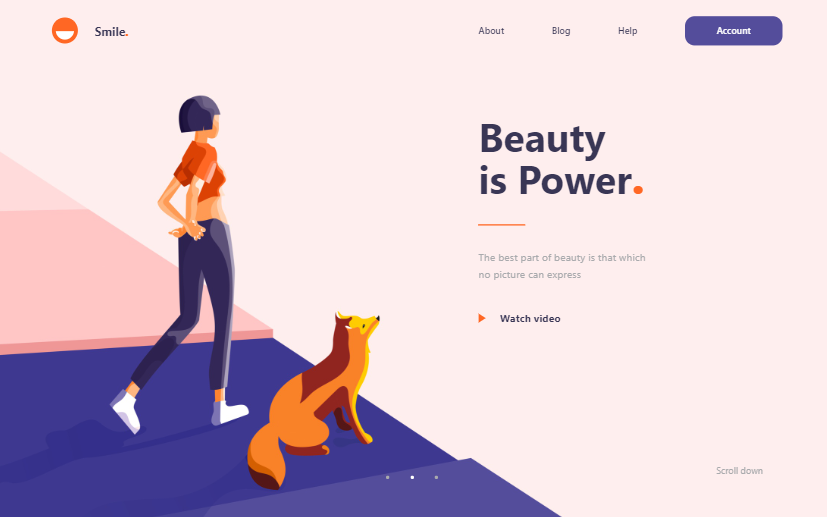 Smile.
About
Blog
Help
Account
Beauty
is Power.
The best part of beauty is that which
no picture can express
Watch video
Scroll down